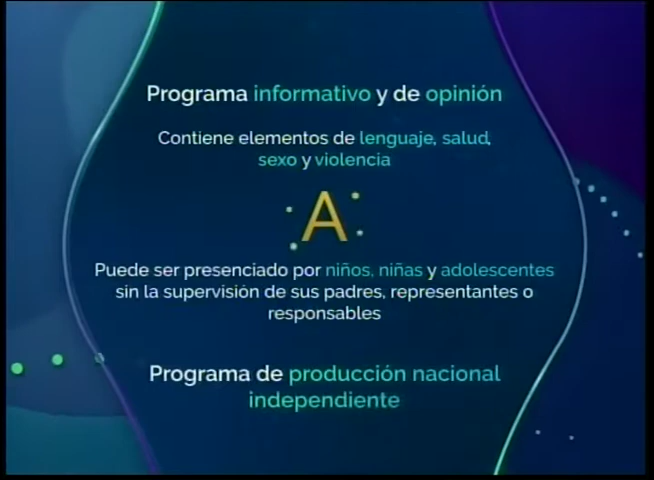 Programa informativo y de opinión
Contiene elementos de lenguaje, salud,
sexo y violencia
A
Puede ser presenciado por niños, niñas y adolescentes
sin la supervisión de sus padres, representantes o
responsables
Programa de producción nacional
independiente